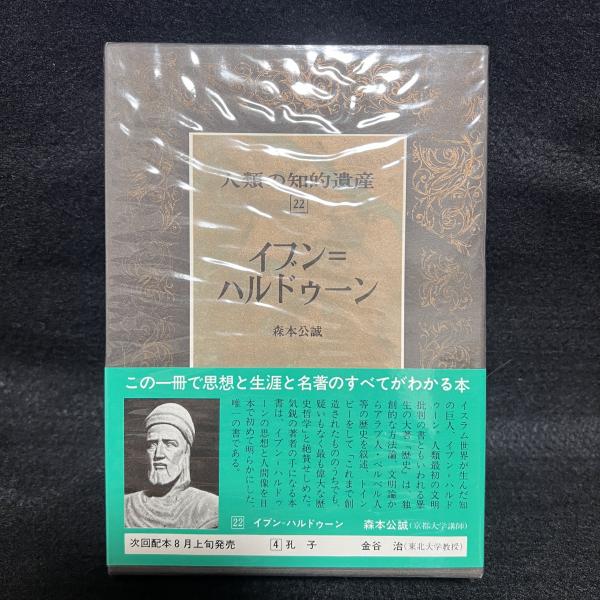 人類の知的遺産
22
イブン=
ハルドゥーン
森本公誠
この一冊で思想と生涯と名著のすべてがわかる本
イスラム世界が生んだ知
の巨人、イブン=ハルド
ゥーン。人類最初の文明
批判の書ともいわれる畢
生の大著『歴史』は、独
創的な方法論、文明論か
らアラブ人・ベルベル人
等の歴史を叙述、トイン
ビーをして「これまで創
造されたもののうちでも、
疑いもなく最も偉大な歴
史哲学」と絶賛せしめた。
気鋭の著者の手になる本
書は、イブン=ハルドゥ
ーンの思想と人間像を日
本で初めて明らかにした、
唯一の書である。
22 イブン=ハルドゥーン 森本公誠(京都大学講師)
次回配本8月上旬発売 4 孔子 金谷 治(東北大学教授)